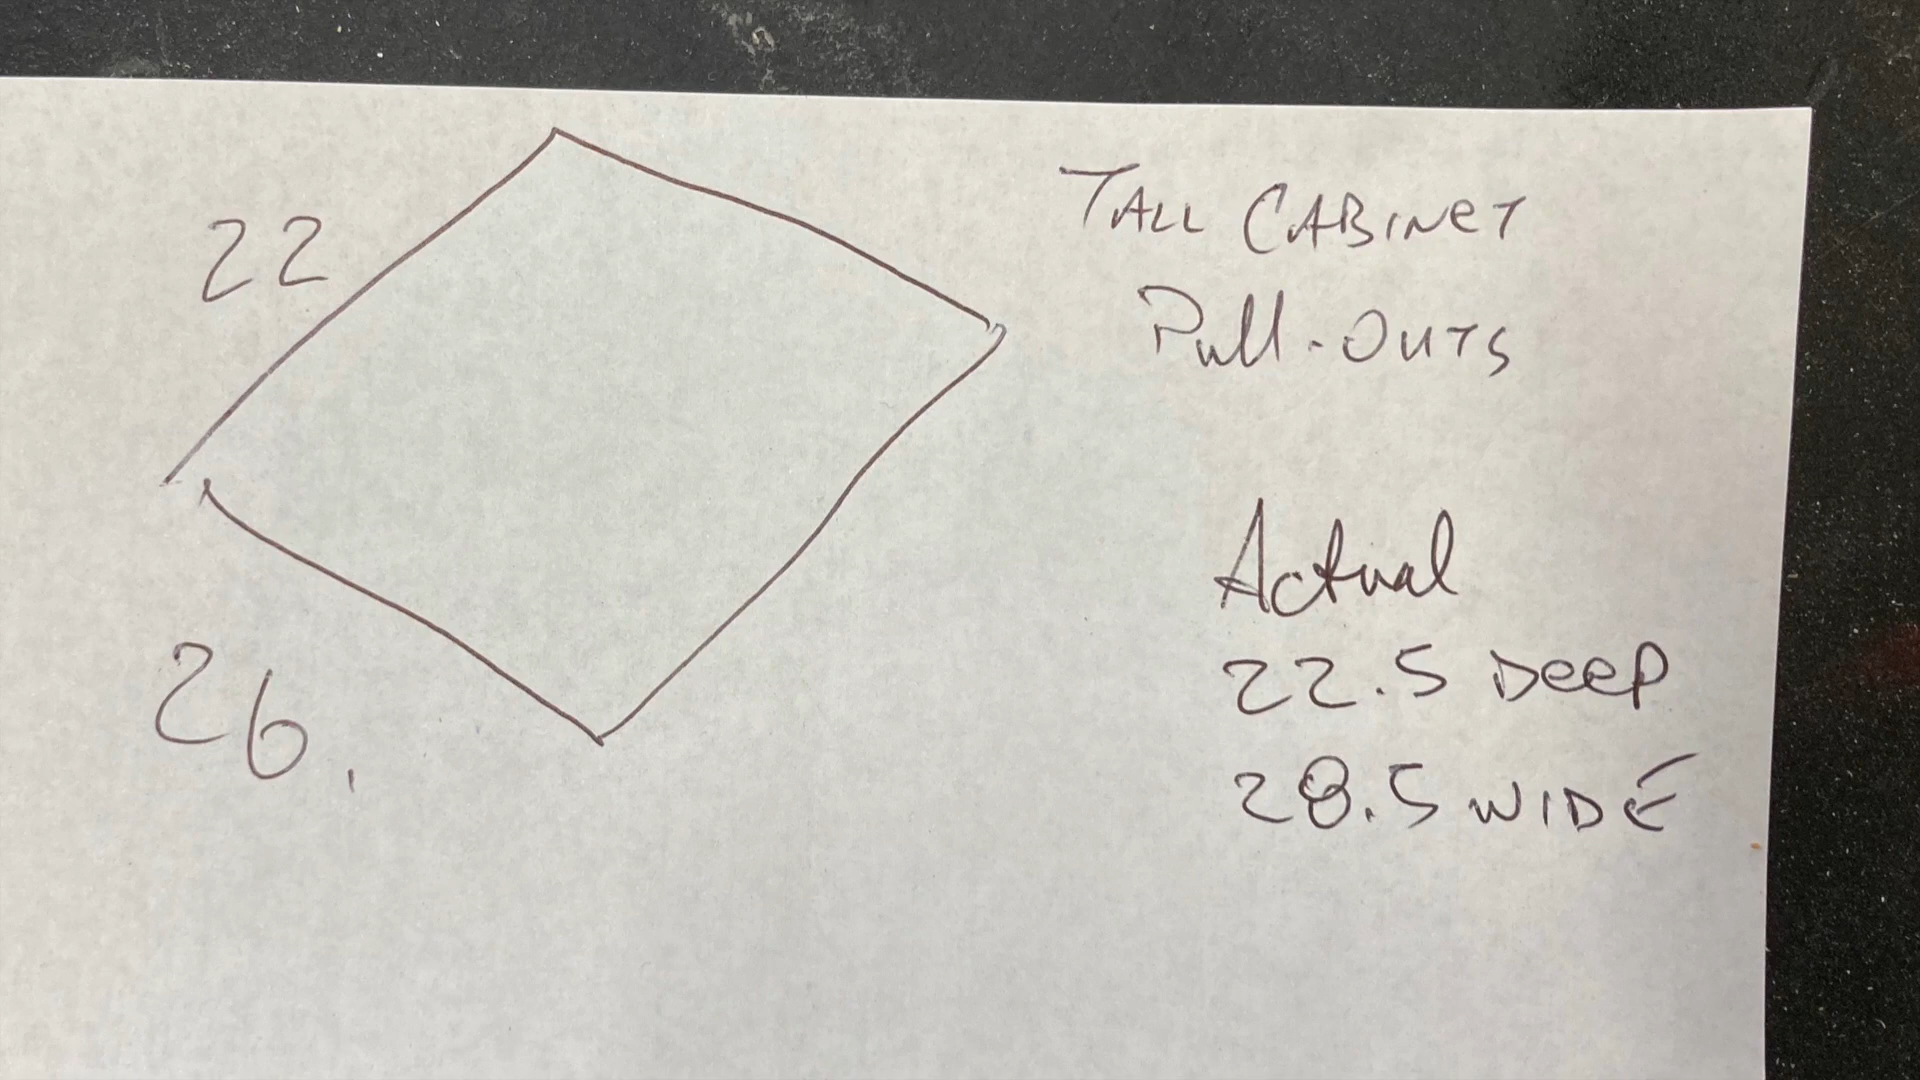 22
TALL CABINET
Pull-OUTS
26.
Actual
22.5 DEEP
28.5 WIDE